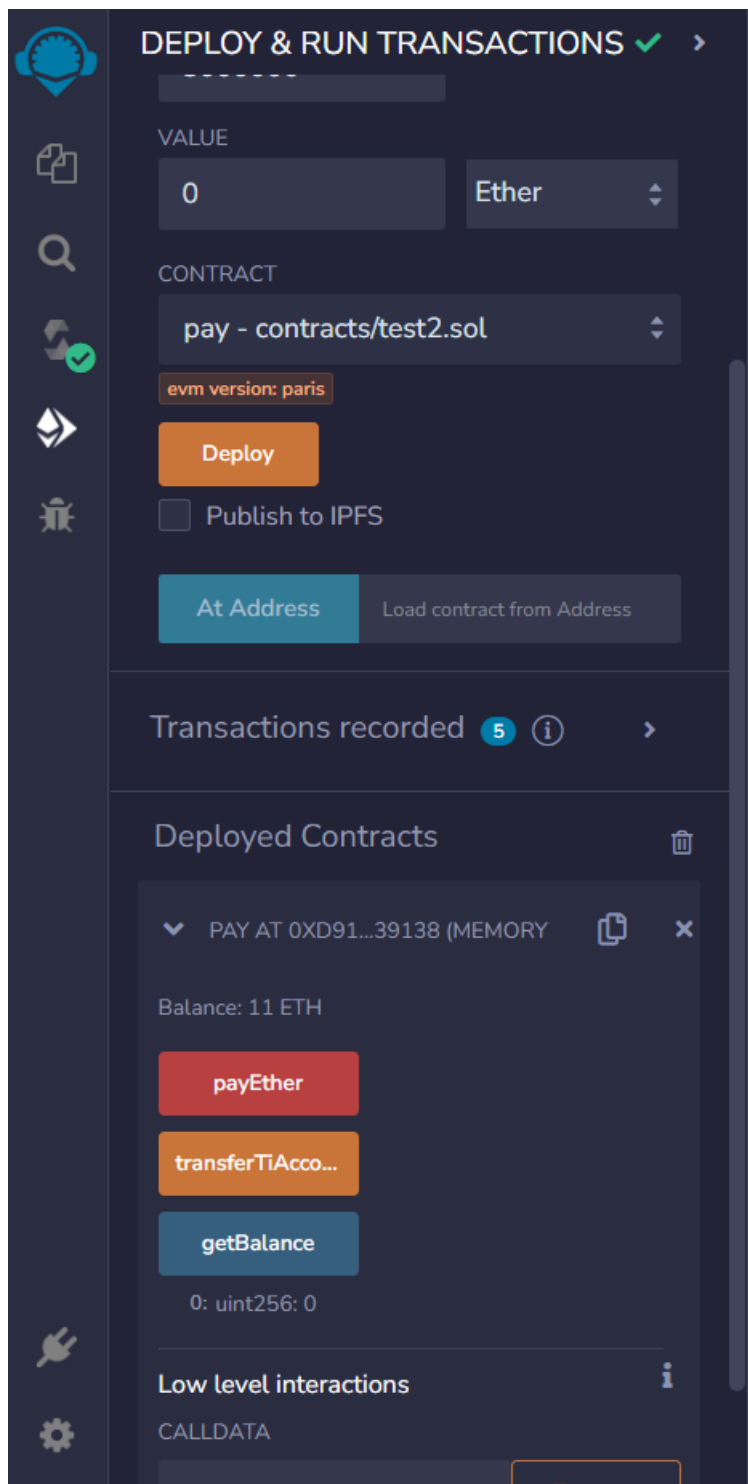 DEPLOY & RUN TRANSACTIONS
VALUE
0 Ether
CONTRACT
pay - contracts/test2.sol
evm version: paris
Deploy
Publish to IPFS
At Address Load contract from Address
Transactions recorded 5 i
Deployed Contracts
PAY AT 0XD91...39138 (MEMORY
Balance: 11 ETH
payEther
transferTiAcco...
getBalance
0: uint256: 0
Low level interactions i
CALLDATA